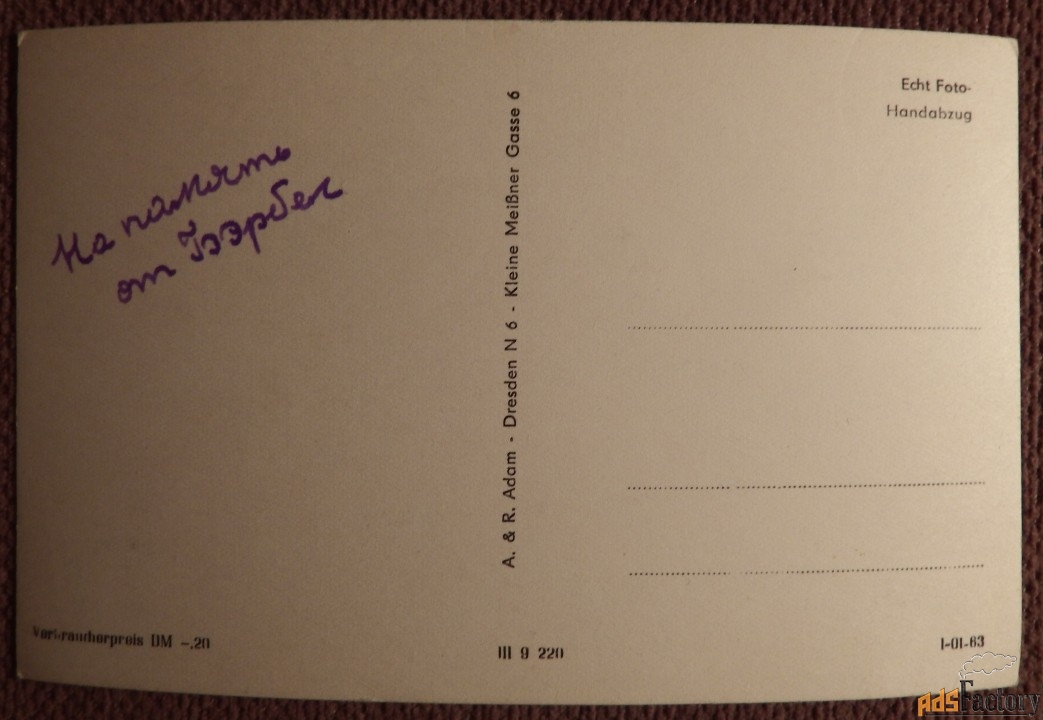 На память
от Бэрбел
Echt Foto-
Handabzug
A. & R. Adam - Dresden N 6 - Kleine Meißner Gasse 6
Verbraucherpreis DM -,20
III 9 220
I-01-63
AdsFactory